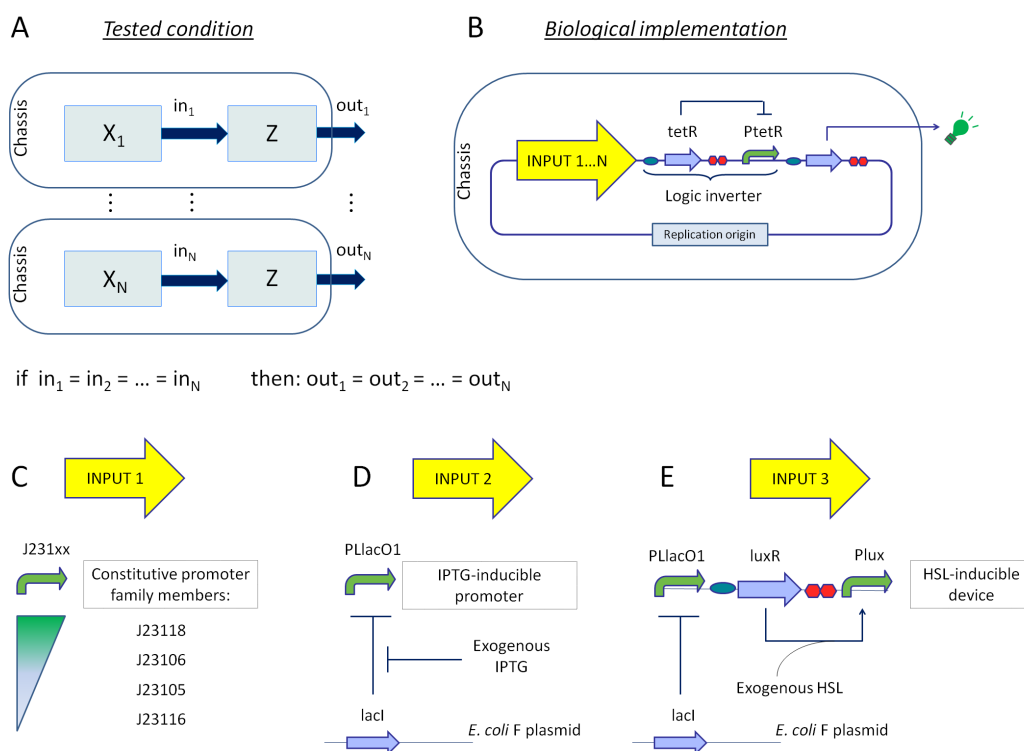 A
Tested condition
Chassis
X1
in1
Z
out1
Chassis
XN
inN
Z
outN
if in1 = in2 = ... = inN then: out1 = out2 = ... = outN
B
Biological implementation
Chassis
INPUT 1...N
tetR
PtetR
Logic inverter
Replication origin
C
INPUT 1
J231xx
Constitutive promoter
family members:
J23118
J23106
J23105
J23116
D
INPUT 2
PLlacO1
IPTG-inducible
promoter
Exogenous
IPTG
lacI
E. coli F plasmid
E
INPUT 3
PLlacO1
luxR
Plux
HSL-inducible
device
Exogenous HSL
lacI
E. coli F plasmid